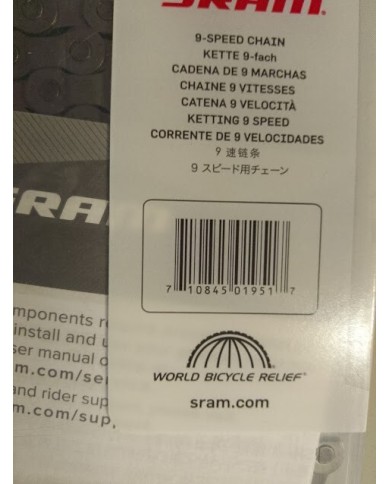 SRAM.
9-SPEED CHAIN
KETTE 9-fach
CADENA DE 9 MARCHAS
CHAINE 9 VITESSES
CATENA 9 VELOCITÀ
KETTING 9 SPEED
CORRENTE DE 9 VELOCIDADES
9 速链条
9 スピード用チェーン
SRAM
7 10845 01951 7
mponents r
install and u
ser manual o
m.com/ser
and rider sup
m.com/sup
WORLD BICYCLE RELIEF
sram.com